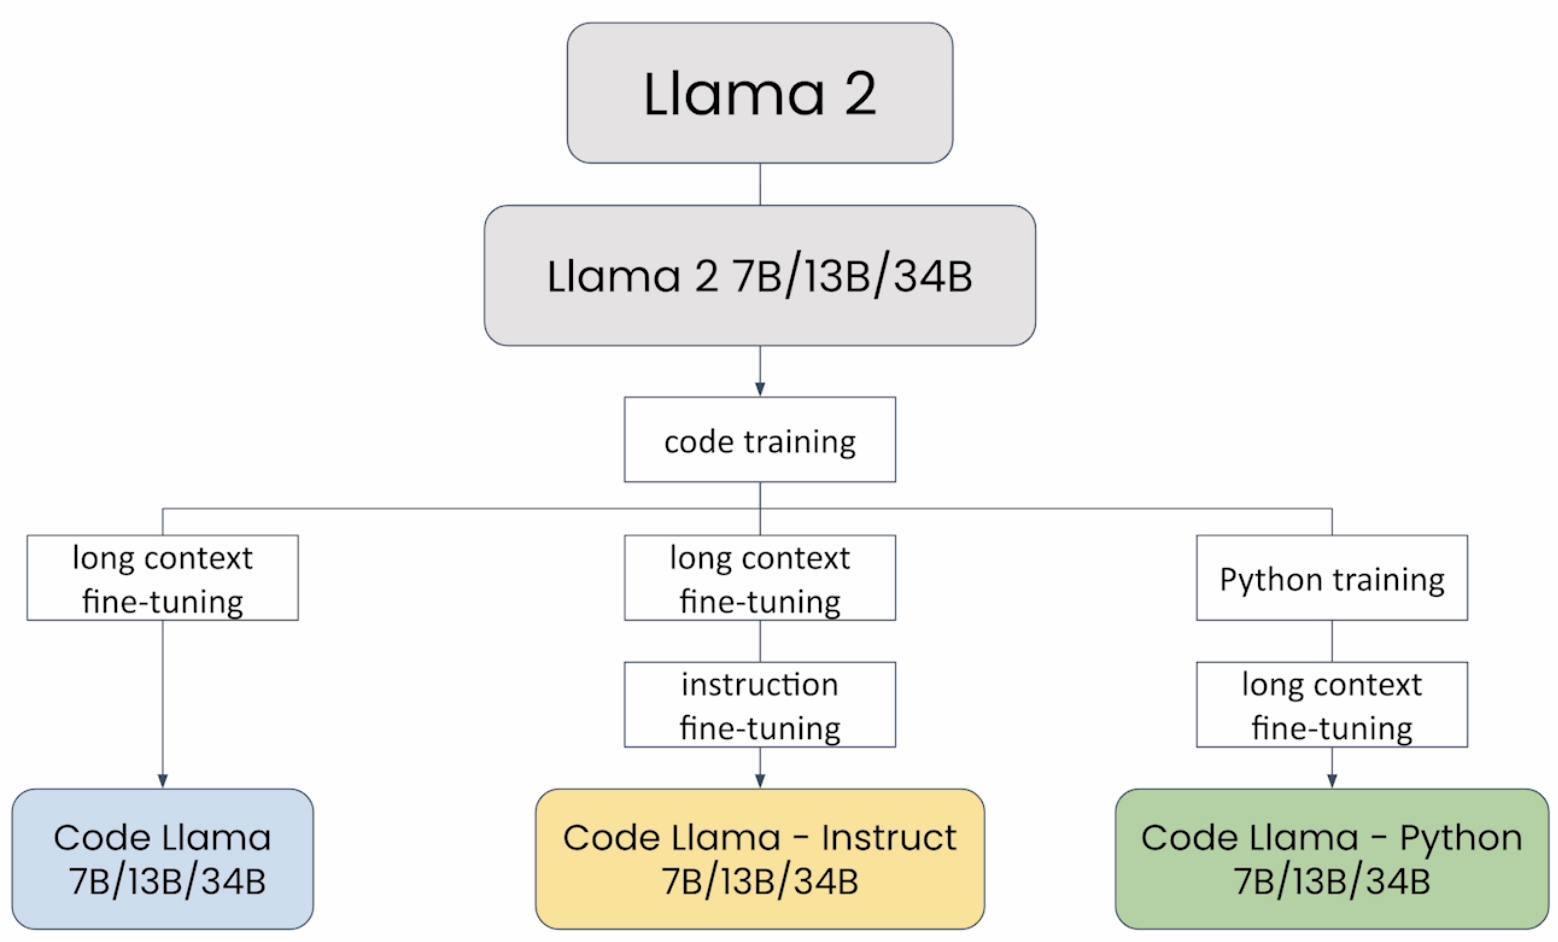 Llama 2
Llama 2 7B/13B/34B
code training
long context
fine-tuning
long context
fine-tuning
Python training
instruction
fine-tuning
long context
fine-tuning
Code Llama
7B/13B/34B
Code Llama - Instruct
7B/13B/34B
Code Llama - Python
7B/13B/34B